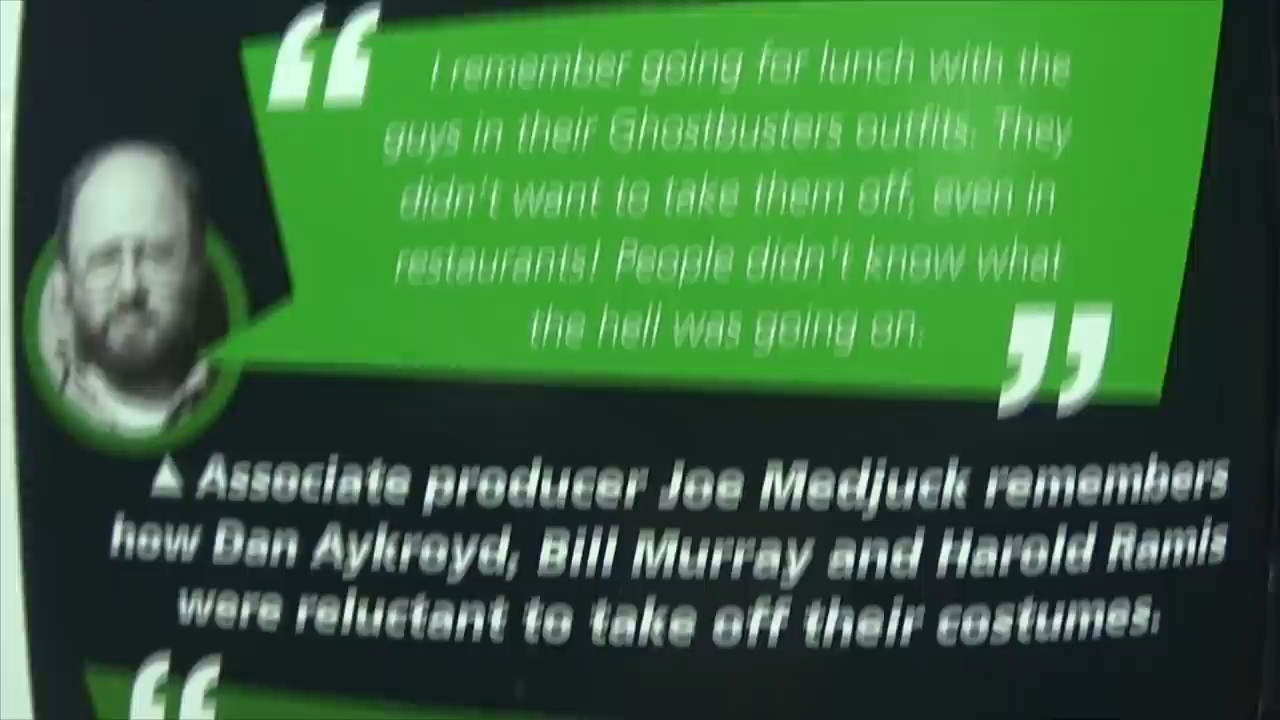 “ I remember going for lunch with the
guys in their Ghostbusters outfits. They
didn't want to take them off, even in
restaurants! People didn't know what
the hell was going on. ”
▲ Associate producer Joe Medjuck remembers
how Dan Aykroyd, Bill Murray and Harold Ramis
were reluctant to take off their costumes.
“